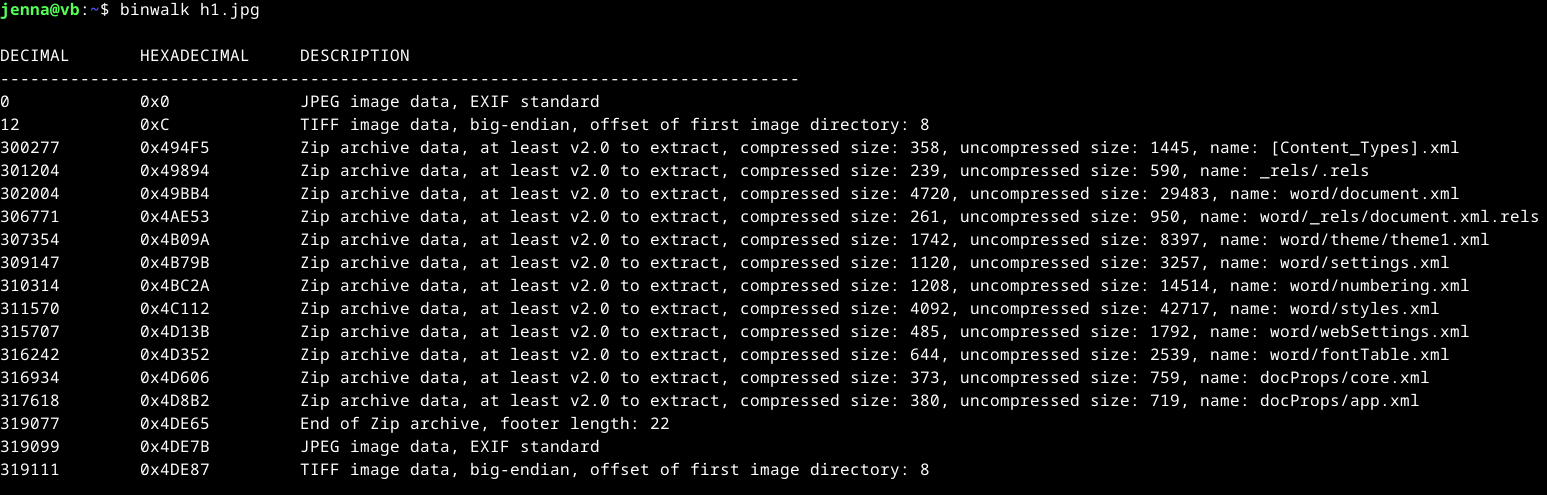 jenna@vb:~$ binwalk h1.jpg
DECIMAL       HEXADECIMAL     DESCRIPTION
--------------------------------------------------------------------------------
0             0x0             JPEG image data, EXIF standard
12            0xC             TIFF image data, big-endian, offset of first image directory: 8
300277        0x494F5         Zip archive data, at least v2.0 to extract, compressed size: 358, uncompressed size: 1445, name: [Content_Types].xml
301204        0x49894         Zip archive data, at least v2.0 to extract, compressed size: 239, uncompressed size: 590, name: _rels/.rels
302004        0x49BB4         Zip archive data, at least v2.0 to extract, compressed size: 4720, uncompressed size: 29483, name: word/document.xml
306771        0x4AE53         Zip archive data, at least v2.0 to extract, compressed size: 261, uncompressed size: 950, name: word/_rels/document.xml.rels
307354        0x4B09A         Zip archive data, at least v2.0 to extract, compressed size: 1742, uncompressed size: 8397, name: word/theme/theme1.xml
309147        0x4B79B         Zip archive data, at least v2.0 to extract, compressed size: 1120, uncompressed size: 3257, name: word/settings.xml
310314        0x4BC2A         Zip archive data, at least v2.0 to extract, compressed size: 1208, uncompressed size: 14514, name: word/numbering.xml
311570        0x4C112         Zip archive data, at least v2.0 to extract, compressed size: 4092, uncompressed size: 42717, name: word/styles.xml
315707        0x4D13B         Zip archive data, at least v2.0 to extract, compressed size: 485, uncompressed size: 1792, name: word/webSettings.xml
316242        0x4D352         Zip archive data, at least v2.0 to extract, compressed size: 644, uncompressed size: 2539, name: word/fontTable.xml
316934        0x4D606         Zip archive data, at least v2.0 to extract, compressed size: 373, uncompressed size: 759, name: docProps/core.xml
317618        0x4D8B2         Zip archive data, at least v2.0 to extract, compressed size: 380, uncompressed size: 719, name: docProps/app.xml
319077        0x4DE65         End of Zip archive, footer length: 22
319099        0x4DE7B         JPEG image data, EXIF standard
319111        0x4DE87         TIFF image data, big-endian, offset of first image directory: 8